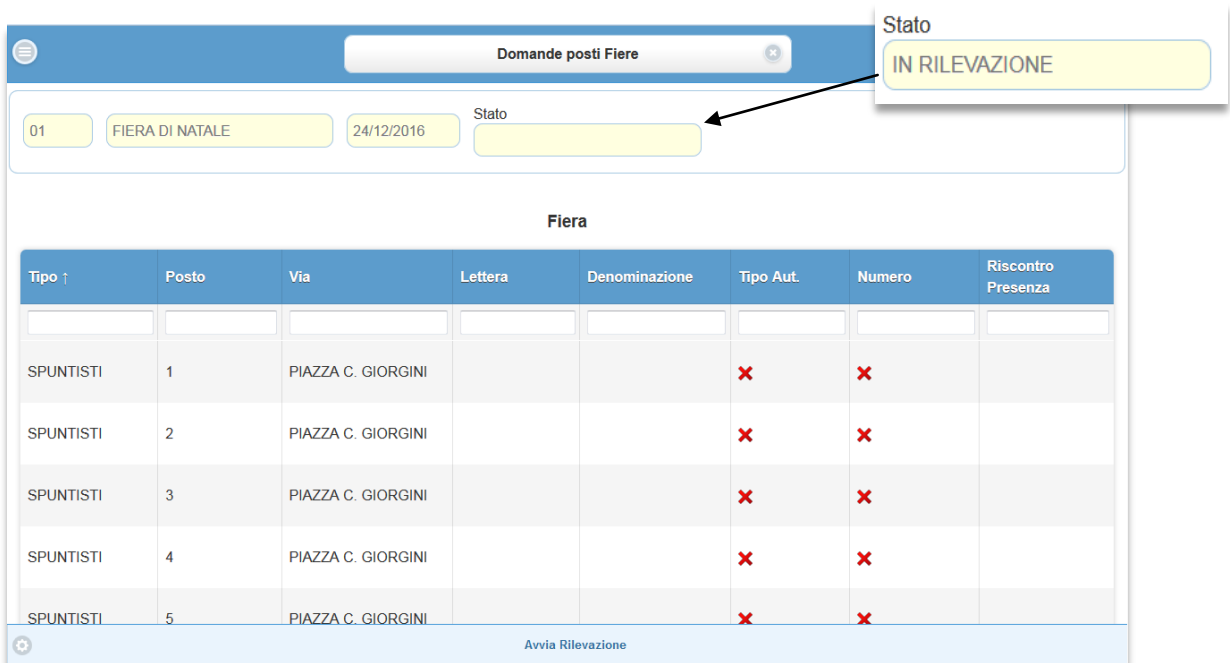 Stato
IN RILEVAZIONE
Domande posti Fiere
Stato
01 FIERA DI NATALE 24/12/2016
Fiera
Tipo ↑ Posto Via Lettera Denominazione Tipo Aut. Numero Riscontro Presenza
SPUNTISTI 1 PIAZZA C. GIORGINI
SPUNTISTI 2 PIAZZA C. GIORGINI
SPUNTISTI 3 PIAZZA C. GIORGINI
SPUNTISTI 4 PIAZZA C. GIORGINI
SPUNTISTI 5 PIAZZA C. GIORGINI
Avvia Rilevazione